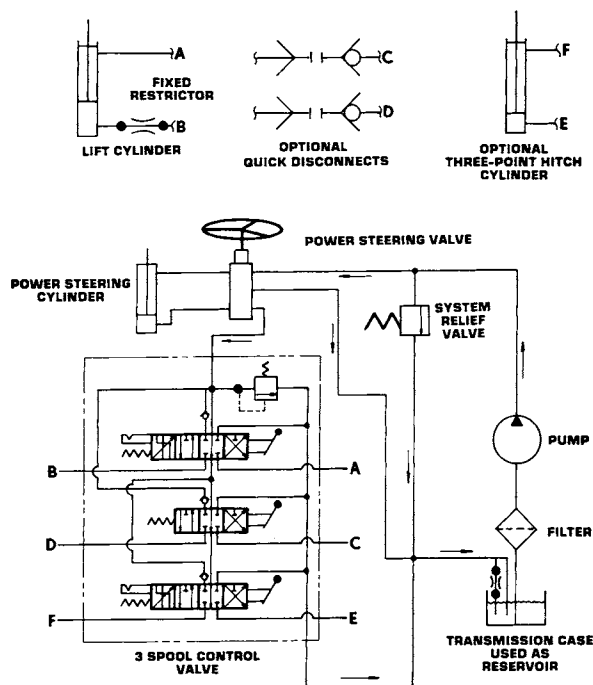 A
F
FIXED
RESTRICTOR
B
C
D
E
LIFT CYLINDER
OPTIONAL
QUICK DISCONNECTS
OPTIONAL
THREE-POINT HITCH
CYLINDER
POWER STEERING VALVE
POWER STEERING
CYLINDER
SYSTEM
RELIEF
VALVE
PUMP
B
A
D
C
FILTER
F
E
3 SPOOL CONTROL
VALVE
TRANSMISSION CASE
USED AS
RESERVOIR